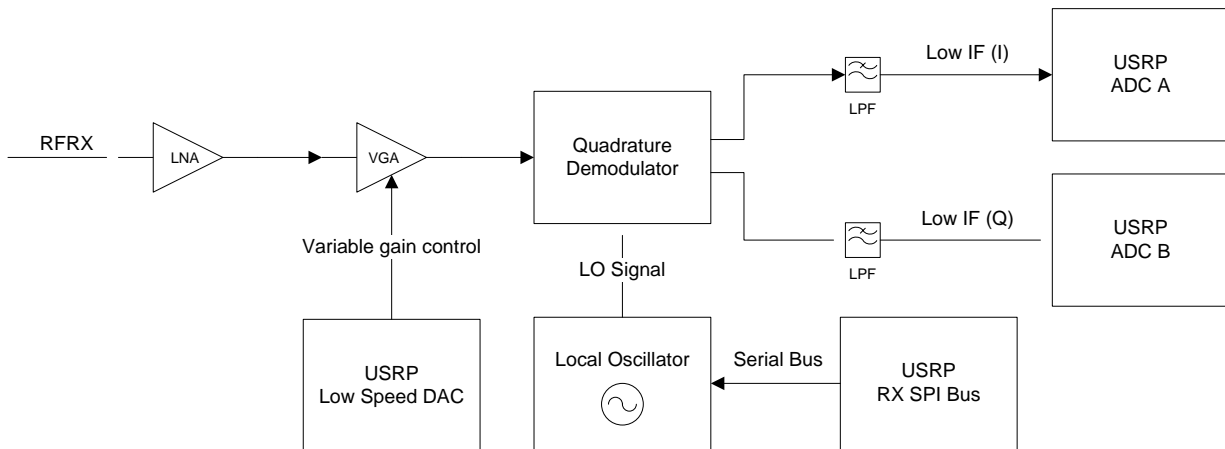 RFRX
LNA
VGA
Quadrature
Demodulator
LPF
Low IF (I)
USRP
ADC A
LPF
Low IF (Q)
USRP
ADC B
Variable gain control
LO Signal
USRP
Low Speed DAC
Local Oscillator
Serial Bus
USRP
RX SPI Bus